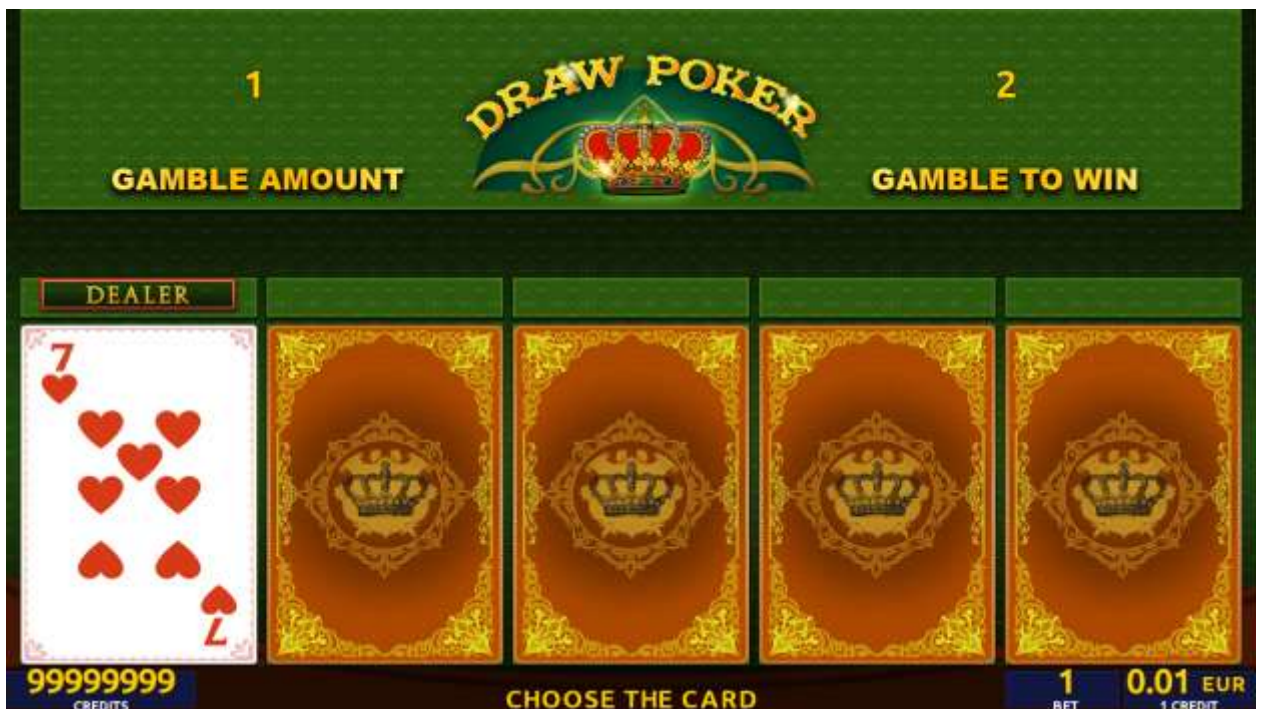 1
DRAW POKER
2
GAMBLE AMOUNT
GAMBLE TO WIN
DEALER
7
7
99999999
CREDITS
CHOOSE THE CARD
1
BET
0.01 EUR
1 CREDIT